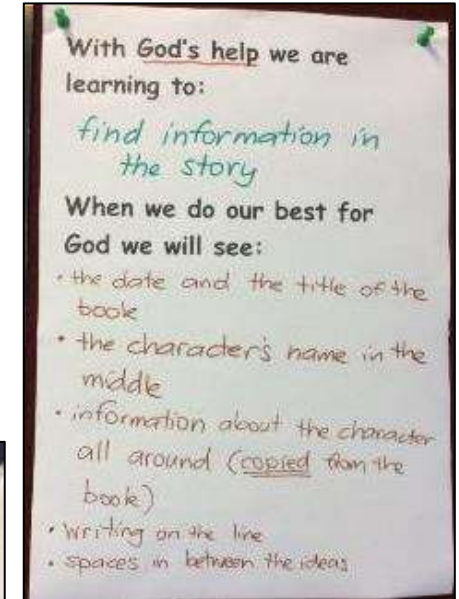 With God's help we are
learning to:
find information in
the story
When we do our best for
God we will see:
• the date and the title of the
book
• the character's name in the
middle
• information about the character
all around (copied from the
book)
• writing on the line
• spaces in between the ideas